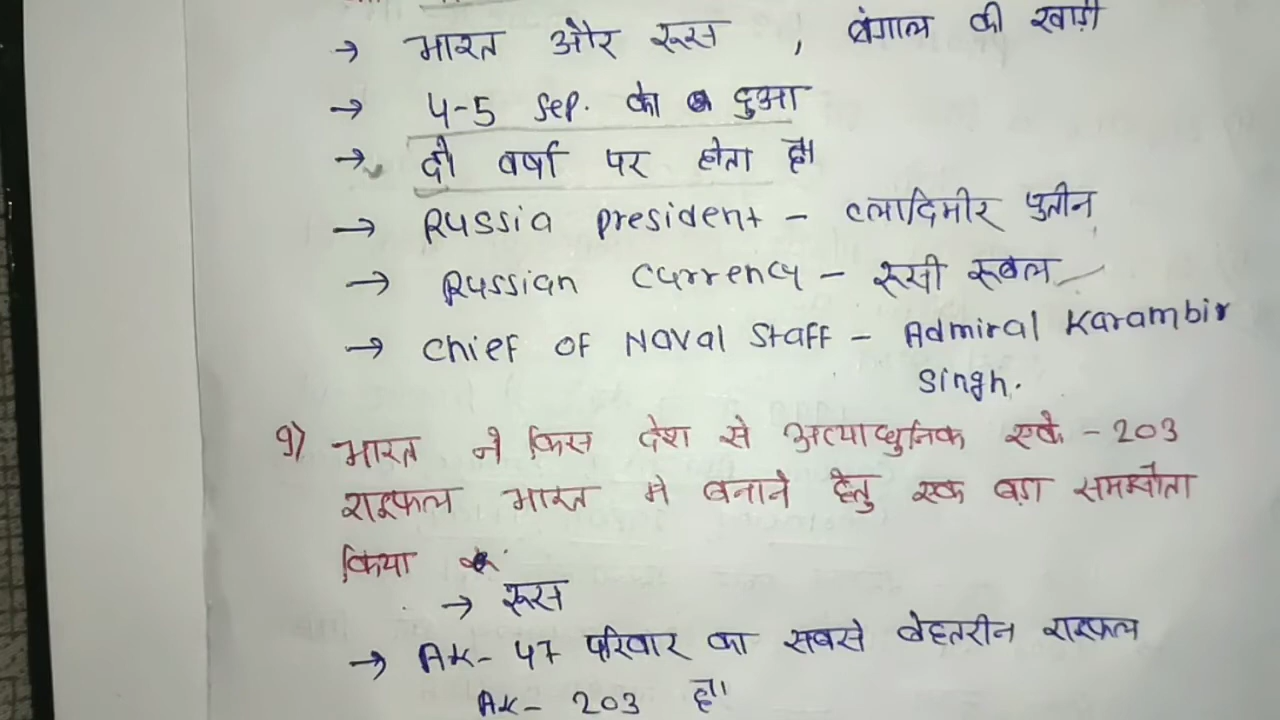 → भारत और रूस , बंगाल की खाड़ी
→ 4-5 Sep. को हुआ
→ दो वर्षों पर होता है।
→ Russia president - व्लादिमीर पुतीन
→ Russian Currency - रूसी रूबल
→ Chief of Naval Staff - Admiral Karambir
Singh.
9) भारत ने किस देश से अत्याधुनिक एके -203
राइफल भारत मे बनाने हेतु एक बड़ा समझौता
किया
→ रूस
→ AK- 47 परिवार का सबसे बेहतरीन राइफल
AK- 203 है।